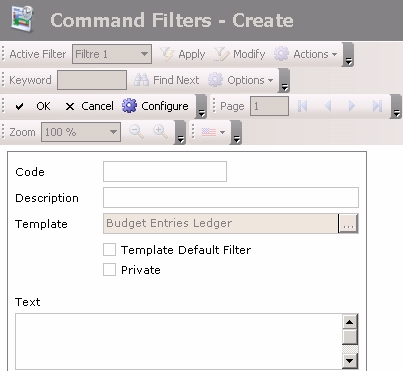 Command Filters - Create
Active Filter Filtre 1 Apply Modify Actions
Keyword Find Next Options
OK Cancel Configure Page 1
Zoom 100 %
Code
Description
Template Budget Entries Ledger ...
Template Default Filter
Private
Text